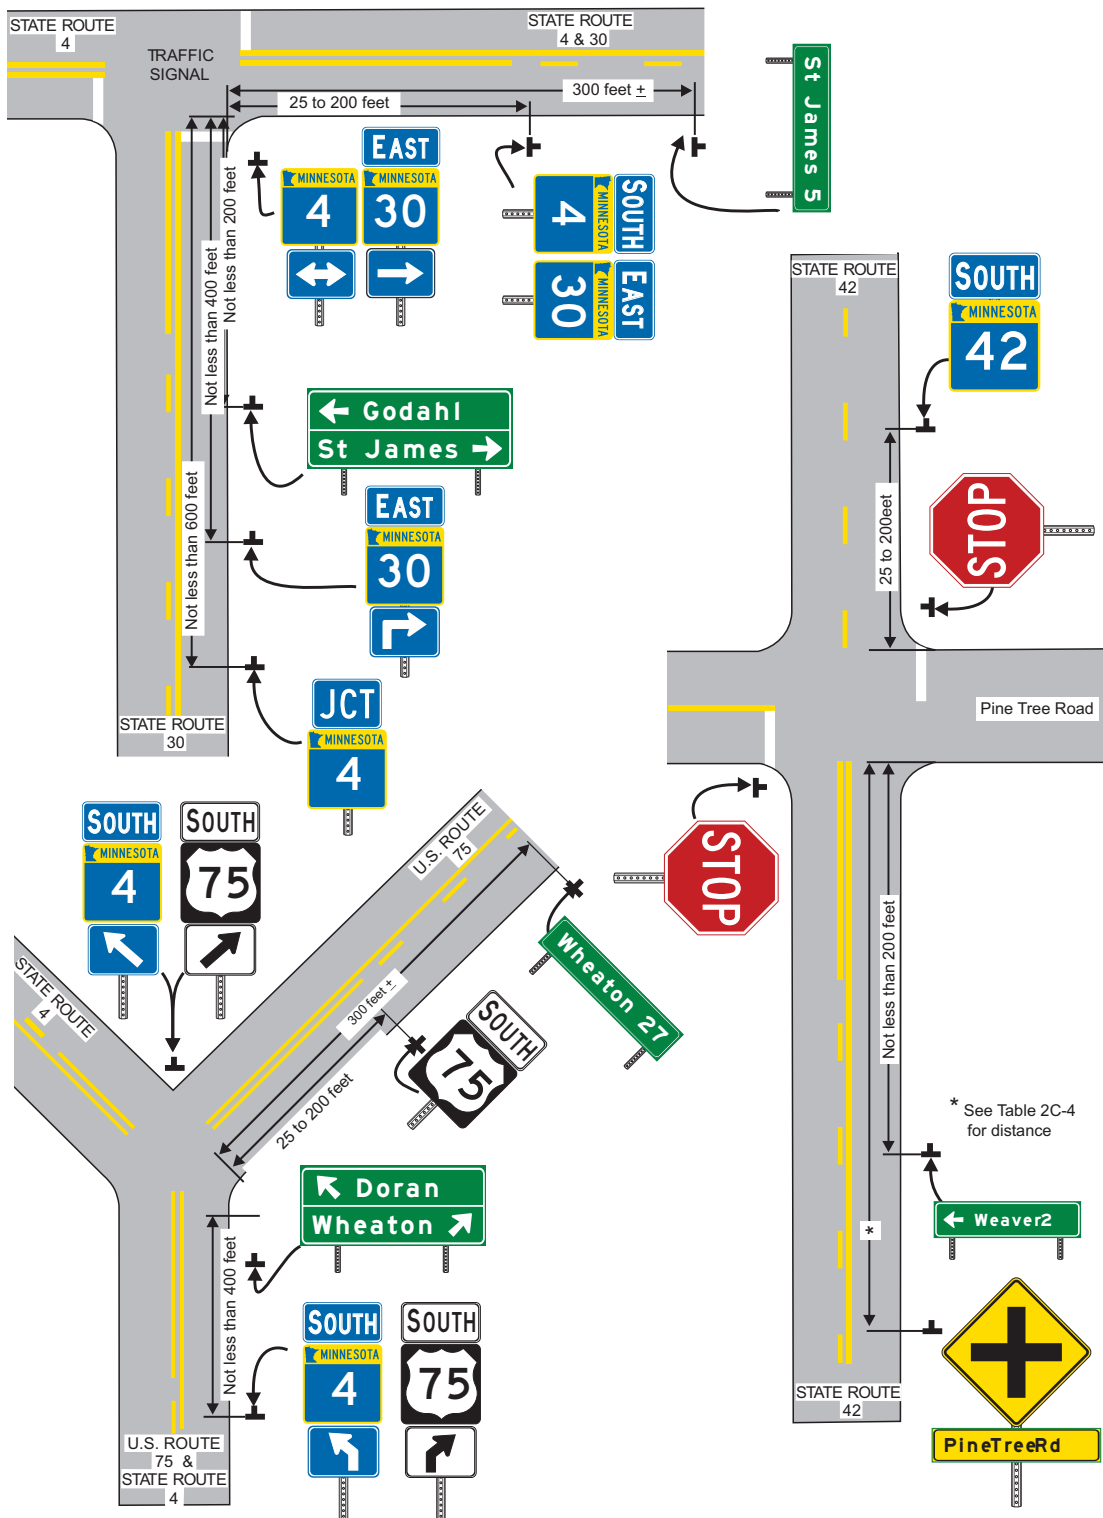 STATE ROUTE
4
TRAFFIC
SIGNAL
STATE ROUTE
4 & 30
300 feet ±
25 to 200 feet
St James 5
Not less than 200 feet
Not less than 400 feet
Not less than 600 feet
EAST
MINNESOTA
4
MINNESOTA
30
SOUTH
MINNESOTA
4
EAST
MINNESOTA
30
Godahl
St James
EAST
MINNESOTA
30
JCT
MINNESOTA
4
STATE ROUTE
30
STATE ROUTE
42
SOUTH
MINNESOTA
42
25 to 200eet
STOP
Pine Tree Road
STOP
Not less than 200 feet
* See Table 2C-4
for distance
*
Weaver2
PineTreeRd
STATE ROUTE
42
SOUTH
MINNESOTA
4
SOUTH
75
STATE ROUTE
4
U.S. ROUTE
75
Wheaton 27
300 feet ±
SOUTH
75
25 to 200 feet
Doran
Wheaton
Not less than 400 feet
SOUTH
MINNESOTA
4
SOUTH
75
U.S. ROUTE
75 &
STATE ROUTE
4